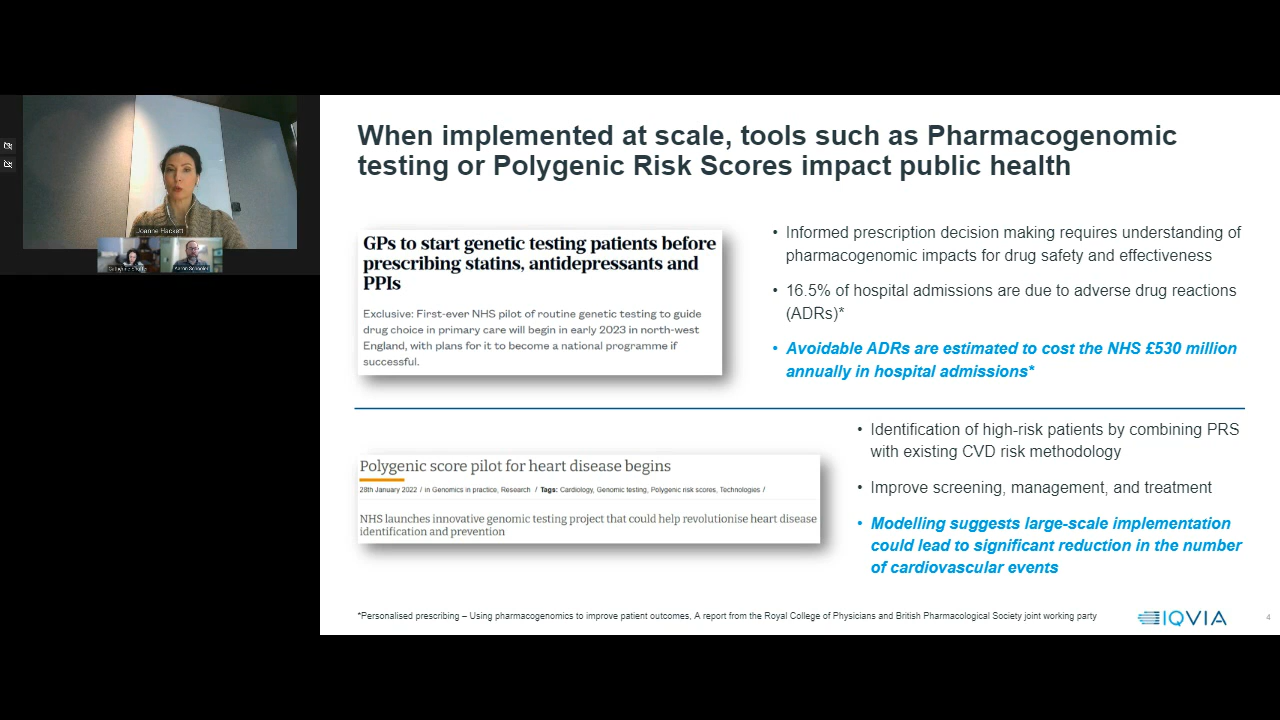 When implemented at scale, tools such as Pharmacogenomic
testing or Polygenic Risk Scores impact public health
Joanne Hackett
Aaron Schooler
GPs to start genetic testing patients before
prescribing statins, antidepressants and
PPIs
Exclusive: First-ever NHS pilot of routine genetic testing to guide
drug choice in primary care will begin in early 2023 in north-west
England, with plans for it to become a national programme if
successful.
• Informed prescription decision making requires understanding of
pharmacogenomic impacts for drug safety and effectiveness
• 16.5% of hospital admissions are due to adverse drug reactions
(ADRs)*
• Avoidable ADRs are estimated to cost the NHS £530 million
annually in hospital admissions*
Polygenic score pilot for heart disease begins
28th January 2022 / in Genomics in practice, Research / Tags: Cardiology, Genomic testing, Polygenic risk scores, Technologies /
NHS launches innovative genomic testing project that could help revolutionise heart disease
identification and prevention
• Identification of high-risk patients by combining PRS
with existing CVD risk methodology
• Improve screening, management, and treatment
• Modelling suggests large-scale implementation
could lead to significant reduction in the number
of cardiovascular events
*Personalised prescribing – Using pharmacogenomics to improve patient outcomes, A report from the Royal College of Physicians and British Pharmacological Society joint working party
IQVIA
4